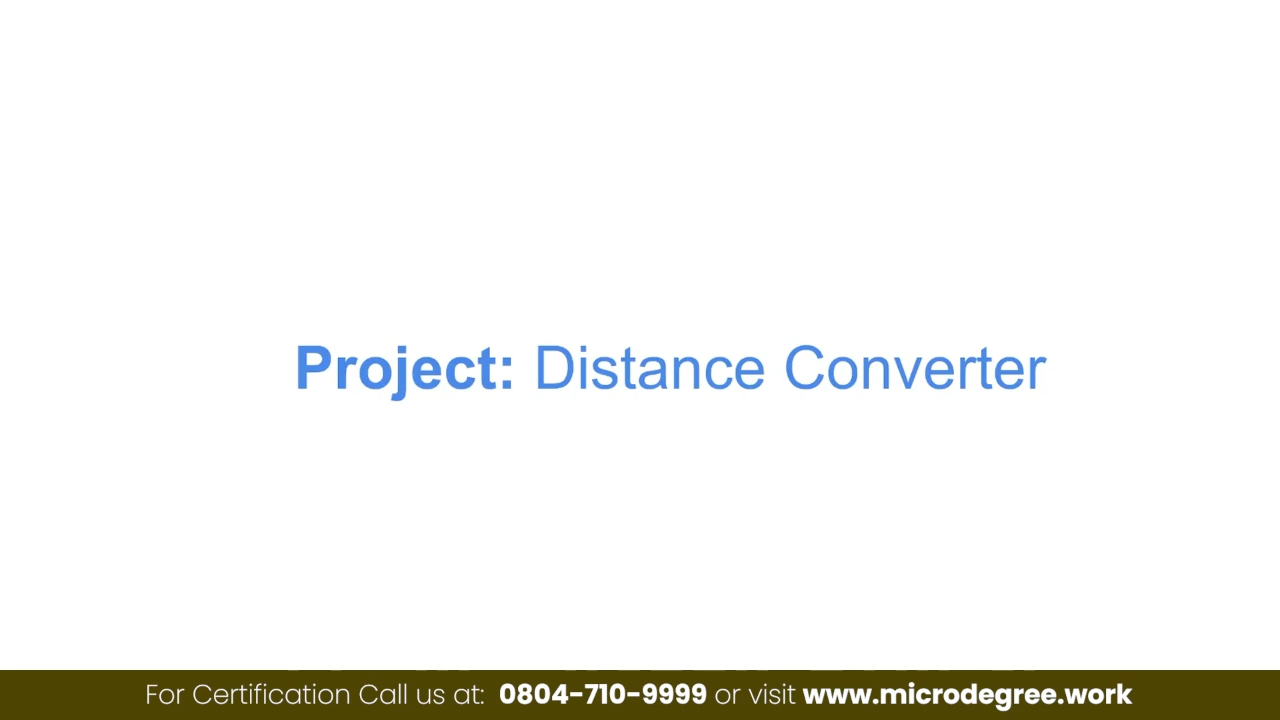 Project: Distance Converter
For Certification Call us at: 0804-710-9999 or visit www.microdegree.work